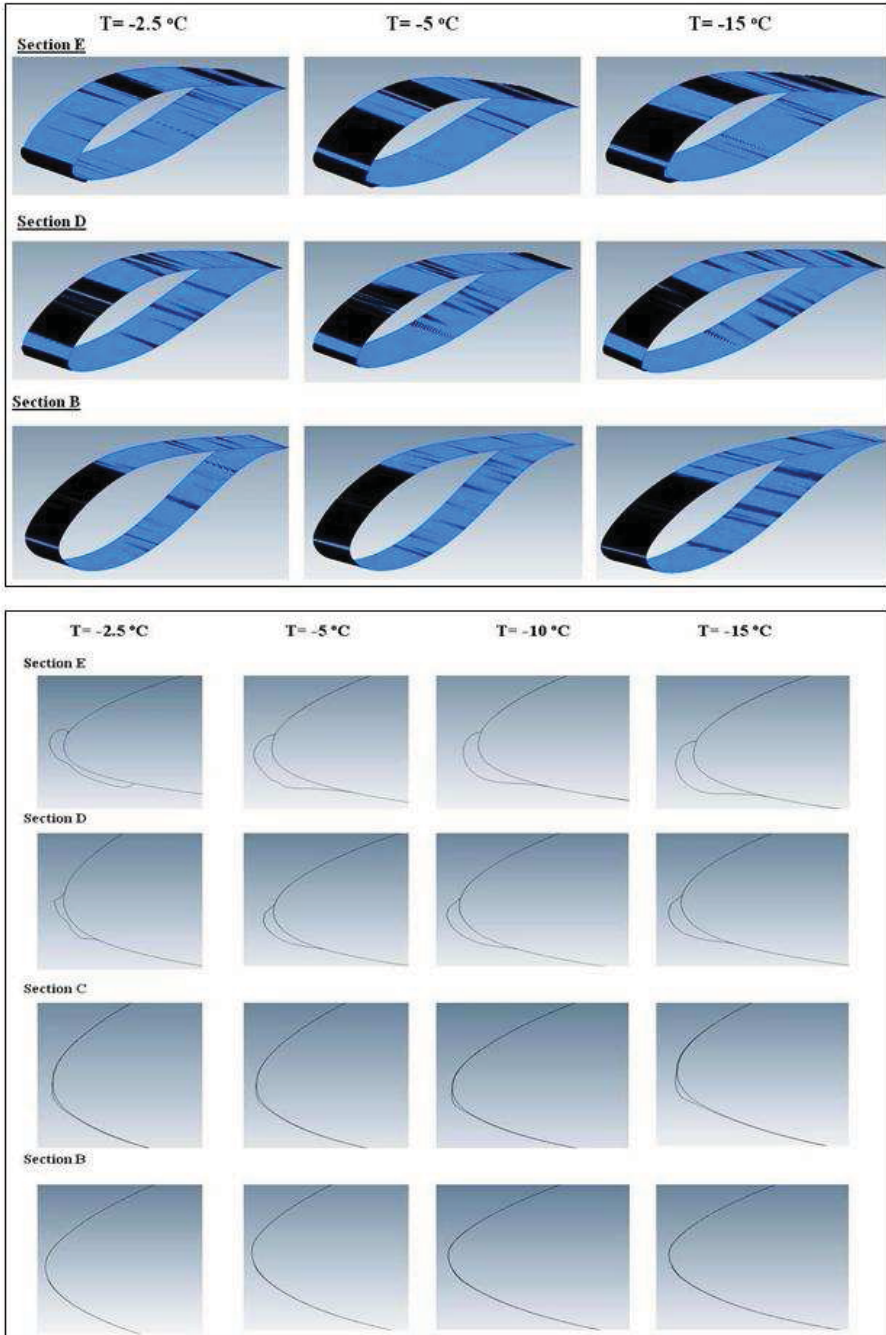 T= -2.5 °C T= -5 °C T= -15 °C
Section E
Section D
Section B
T= -2.5 °C T= -5 °C T= -10 °C T= -15 °C
Section E
Section D
Section C
Section B